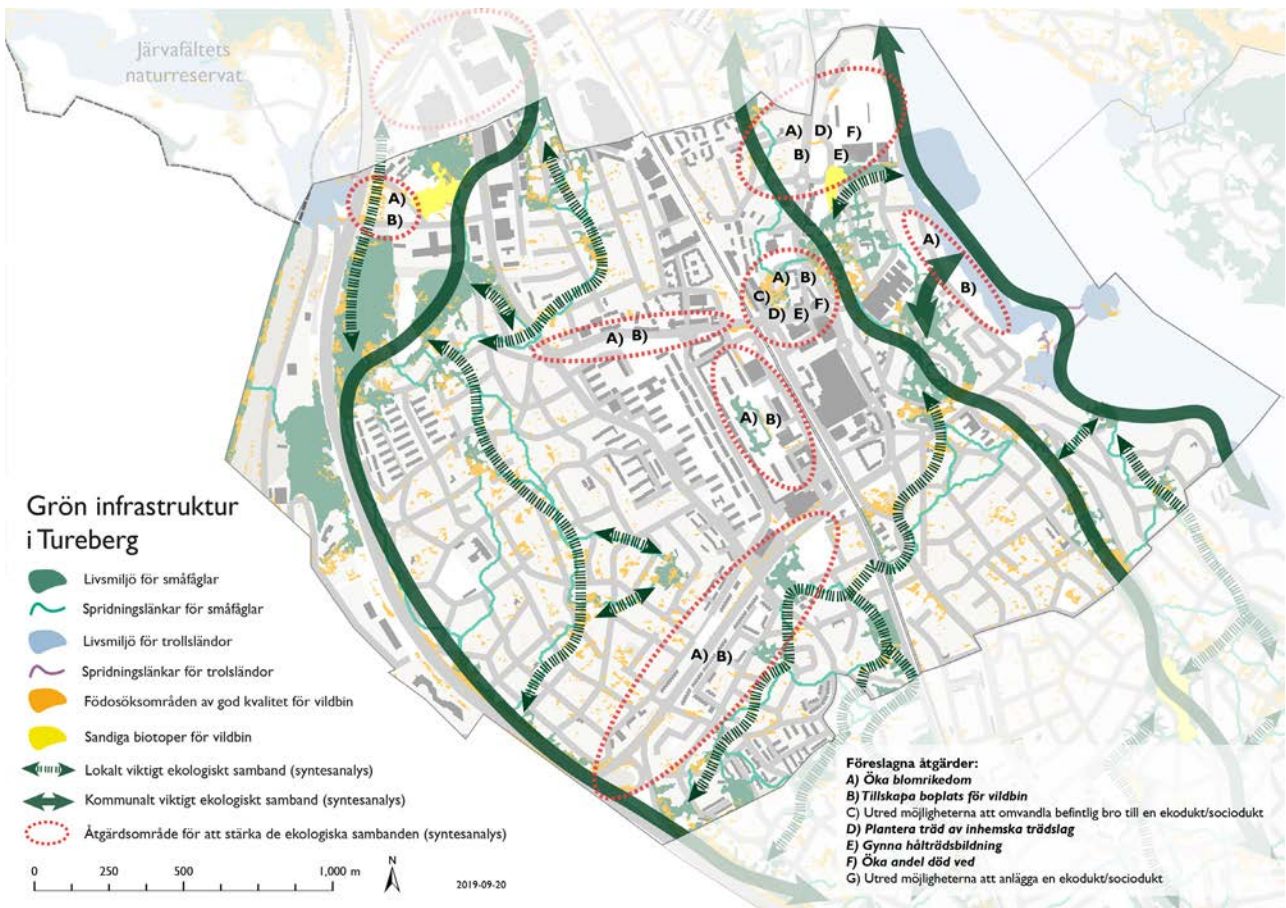 Järvafältets
naturreservat
A)
B)
A) D) F)
B) E)
A)
B)
A) B)
C) F)
D) E)
A) B)
A) B)
A) B)
Grön infrastruktur
i Tureberg
Livsmiljö för småfåglar
Spridningslänkar för småfåglar
Livsmiljö för trollsländor
Spridningslänkar för trolsländor
Födosöksområden av god kvalitet för vildbin
Sandiga biotoper för vildbin
Lokalt viktigt ekologiskt samband (syntesanalys)
Kommunalt viktigt ekologiskt samband (syntesanalys)
Åtgärdsområde för att stärka de ekologiska sambanden (syntesanalys)
0 250 500 1,000 m
N
2019-09-20
Föreslagna åtgärder:
A) Öka blomrikedom
B) Tillskapa boplats för vildbin
C) Utred möjligheterna att omvandla befintlig bro till en ekodukt/sociodukt
D) Plantera träd av inhemska trädslag
E) Gynna hålträdsbildning
F) Öka andel död ved
G) Utred möjligheterna att anlägga en ekodukt/sociodukt